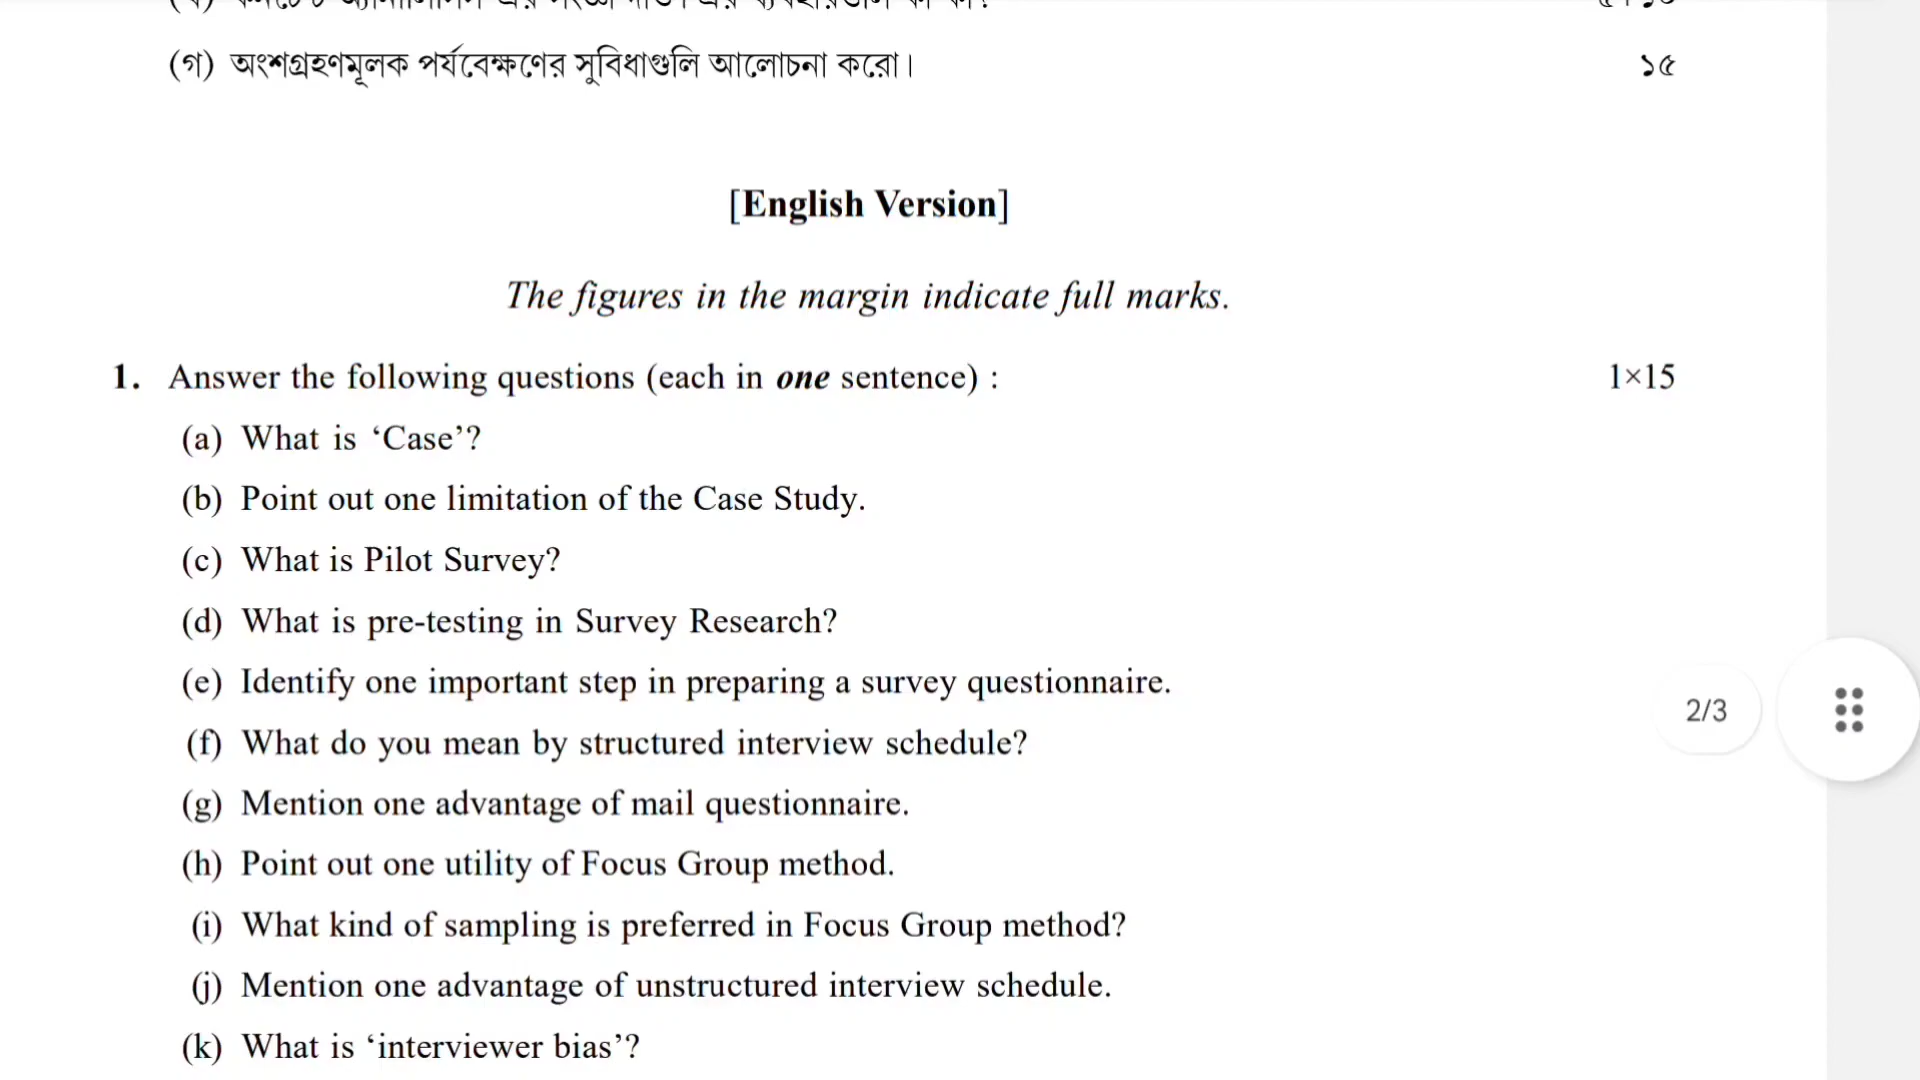 (গ) অংশগ্রহণমূলক পর্যবেক্ষণের সুবিধাগুলি আলোচনা করো। ১৫
[English Version]
The figures in the margin indicate full marks.
1. Answer the following questions (each in one sentence) : 1×15
(a) What is ‘Case’?
(b) Point out one limitation of the Case Study.
(c) What is Pilot Survey?
(d) What is pre-testing in Survey Research?
(e) Identify one important step in preparing a survey questionnaire.
(f) What do you mean by structured interview schedule?
(g) Mention one advantage of mail questionnaire.
2/3
(h) Point out one utility of Focus Group method.
(i) What kind of sampling is preferred in Focus Group method?
(j) Mention one advantage of unstructured interview schedule.
(k) What is ‘interviewer bias’?